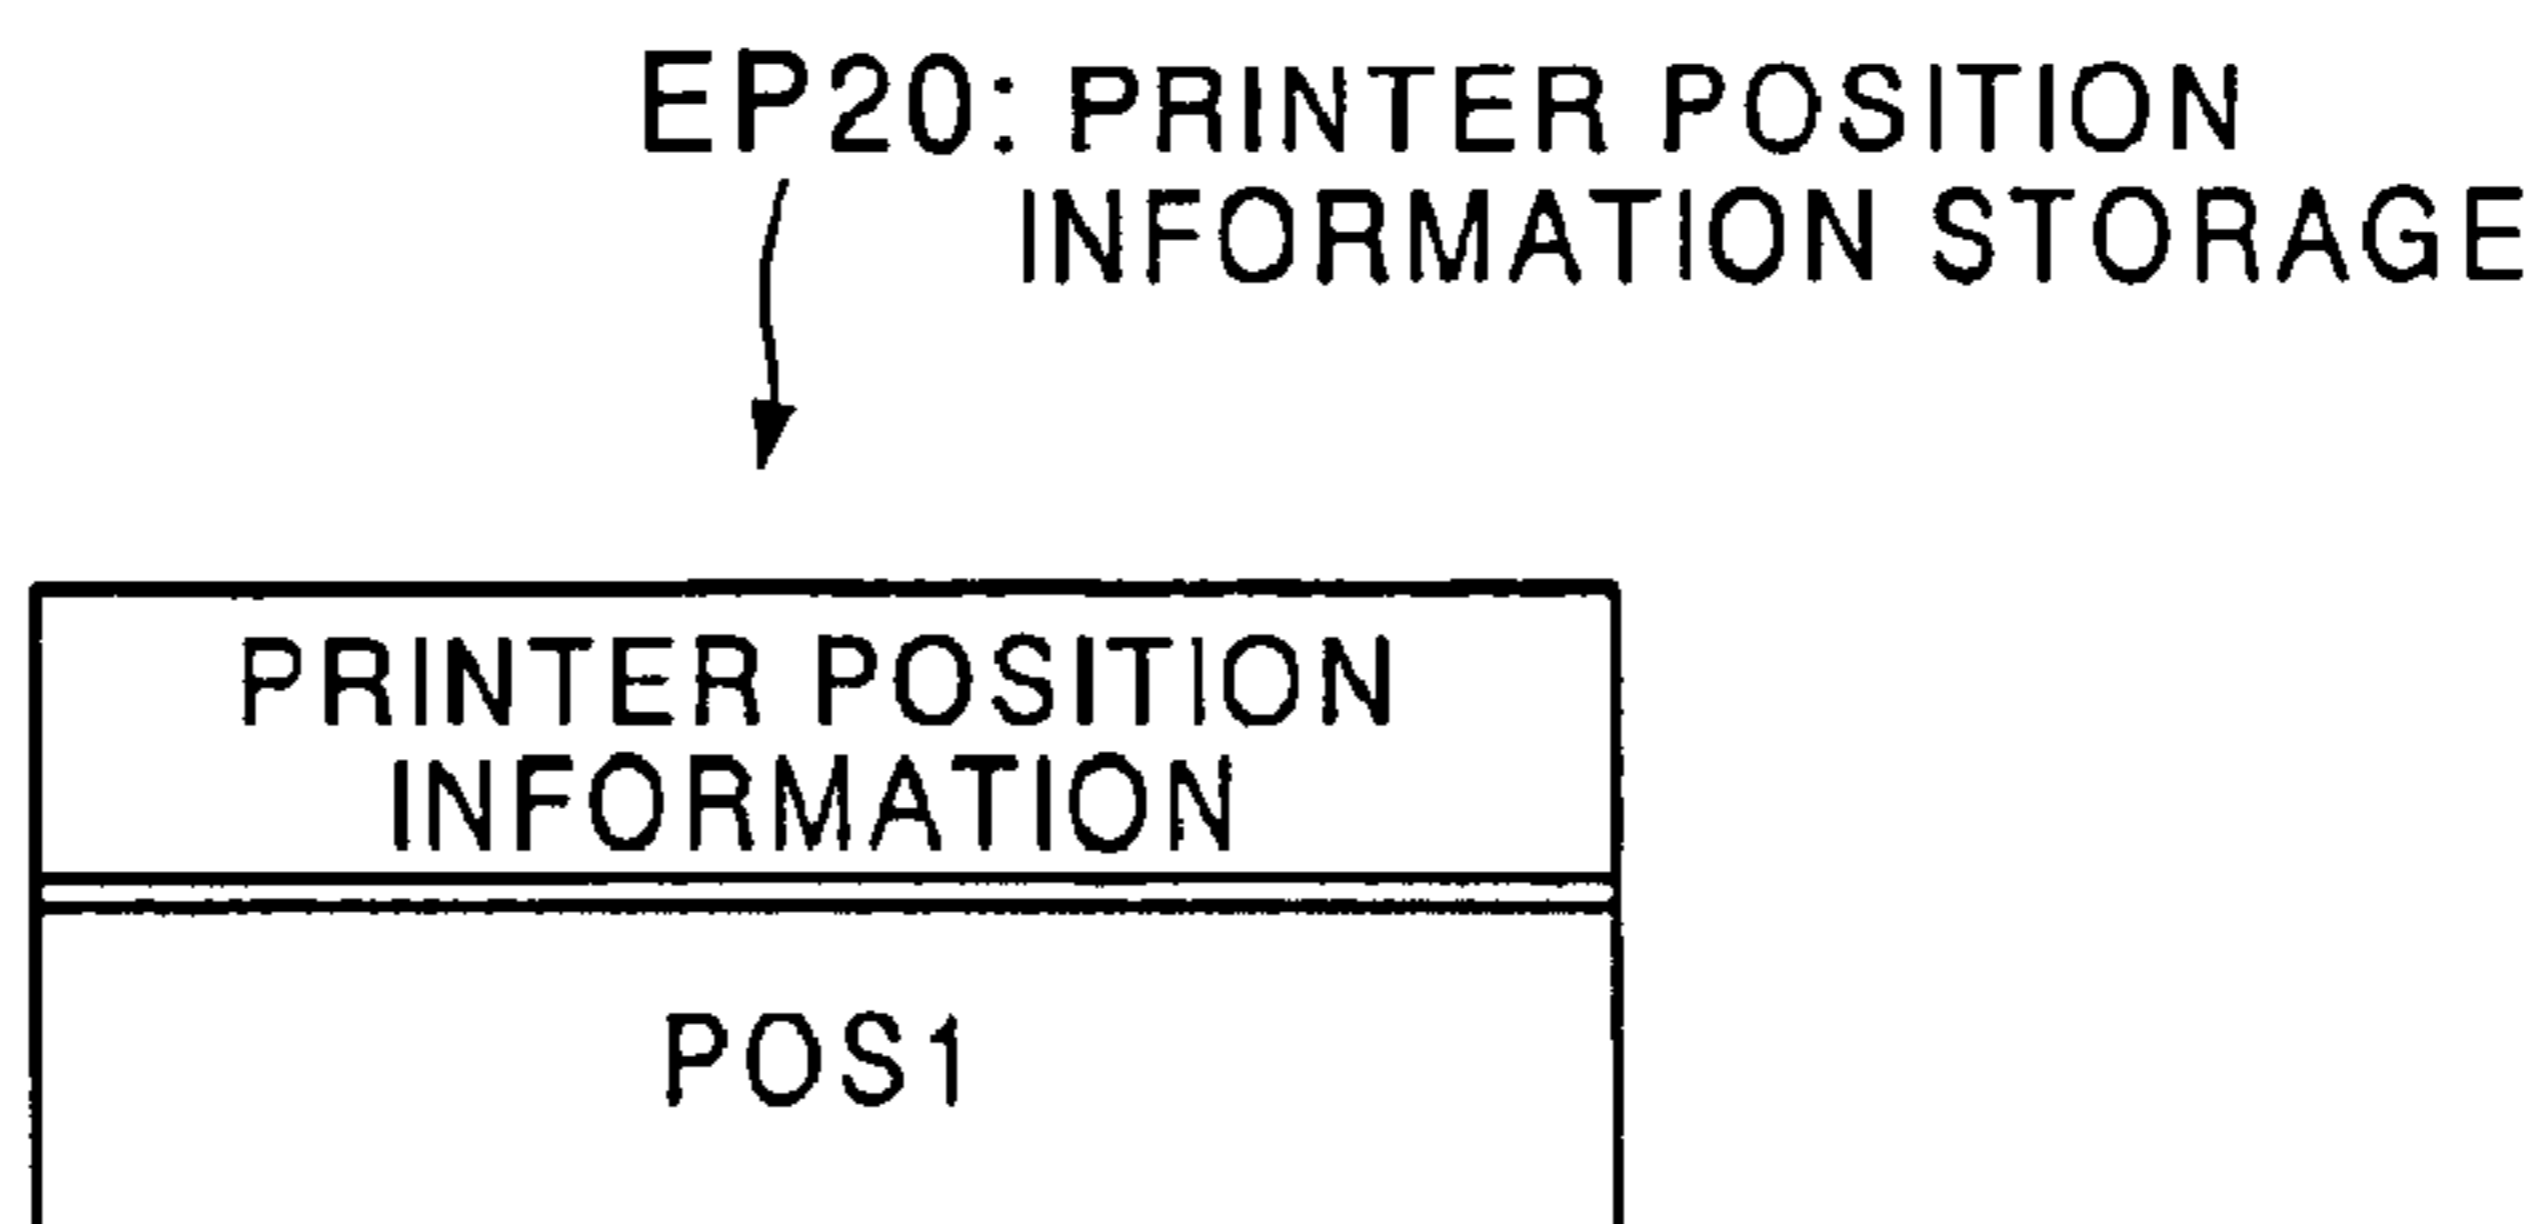 EP20: PRINTER POSITION
INFORMATION STORAGE
PRINTER POSITION
INFORMATION
POS1